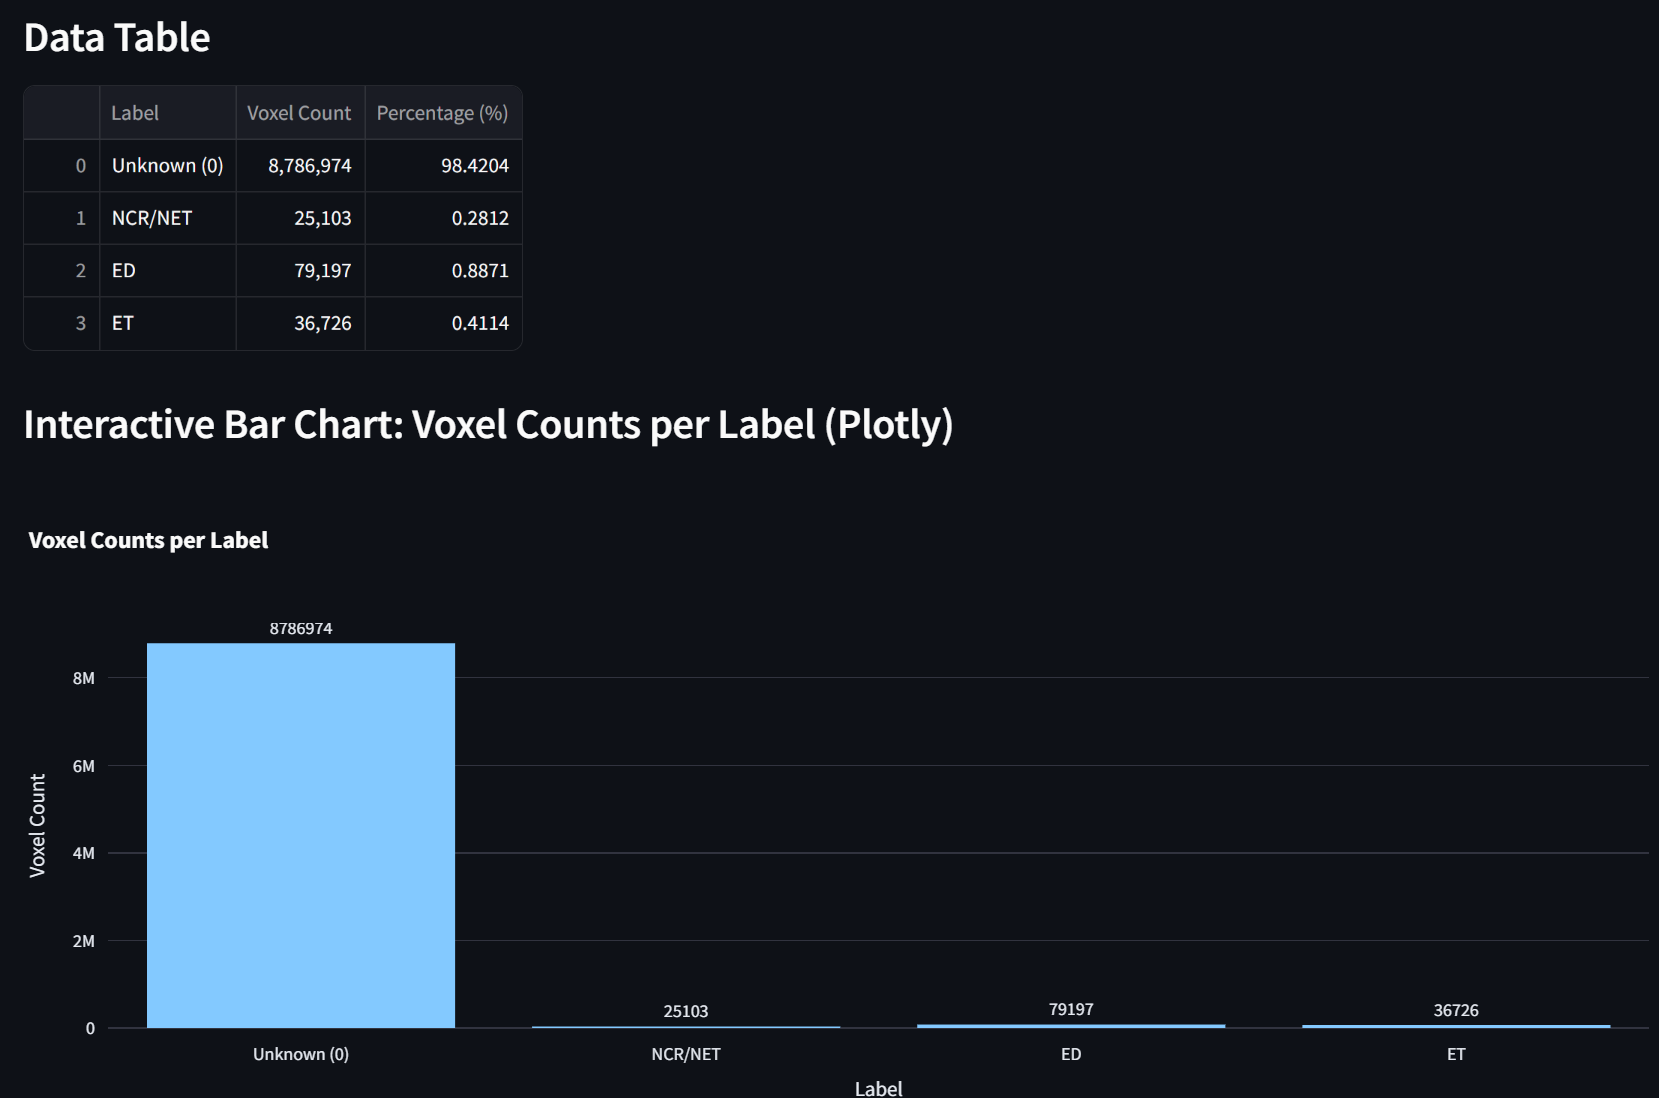 Data Table
Label Voxel Count Percentage (%)
0 Unknown (0) 8,786,974 98.4204
1 NCR/NET 25,103 0.2812
2 ED 79,197 0.8871
3 ET 36,726 0.4114
Interactive Bar Chart: Voxel Counts per Label (Plotly)
Voxel Counts per Label
8786974
8M
6M
Voxel Count
4M
2M
25103
79197
36726
0
Unknown (0) NCR/NET ED ET
Label